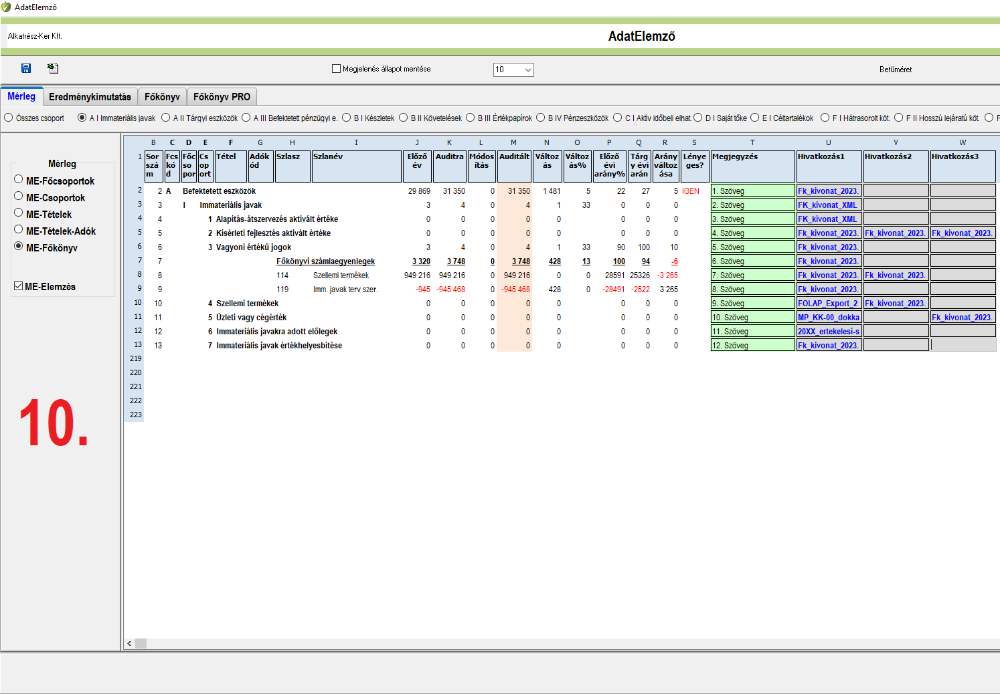 AdatElemző
Alkatrész-Ker Kft.
AdatElemző
Megjelenés állapot mentése
10
Betűméret
Mérleg Eredménykimutatás Főkönyv Főkönyv PRO
Összes csoport A I Immateriális javak A II Tárgyi eszközök A III Befektetett pénzügyi e. B I Készletek B II Követelések B III Értékpapírok B IV Pénzeszközök C I Aktív időbeli elhat. D I Saját tőke E I Céltartalékok F I Hátrasorolt köt. F II Hosszú lejáratú köt. F
Mérleg
ME-Főcsoportok
ME-Csoportok
ME-Tételek
ME-Tételek-Adók
ME-Főkönyv
ME-Elemzés
10.
B C D E F G H I J K L M N O P Q R S T U V W
1 Sor szá m Fcs kó d Főc so por Cs op ort Tétel Adók ód Szlasz Szlanév Előző év Auditra Módos ítás Auditált Változ ás Változ ás% Előző évi arány% Tárg y évi arán Arány változ ása Lénye ges? Megjegyzés Hivatkozás1 Hivatkozás2 Hivatkozás3
2 2 A Befektetett eszközök 29 869 31 350 0 31 350 1 481 5 22 27 5 IGEN 1. Szöveg Fk_kivonat_2023.
3 3 I Immateriális javak 3 4 0 4 1 33 0 0 0 2. Szöveg FK_kivonat_XML
4 4 1 Alapítás-átszervezés aktivált értéke 0 0 0 0 0 0 0 0 3. Szöveg FK_kivonat_XML
5 5 2 Kisérleti fejlesztés aktivált értéke 0 0 0 0 0 0 0 0 4. Szöveg Fk_kivonat_2023. Fk_kivonat_2023. Fk_kivonat_2023.
6 6 3 Vagyoni értékű jogok 3 4 0 4 1 33 90 100 10 5. Szöveg Fk_kivonat_2023.
7 7 Főkönyvi számlaegyenlegek 3 320 3 748 0 3 748 428 13 100 94 -6 6. Szöveg Fk_kivonat_2023.
8 8 114 Szellemi termékek 949 216 949 216 0 949 216 0 0 28591 25326 -3 265 7. Szöveg Fk_kivonat_2023. Fk_kivonat_2023.
9 9 119 Imm. javak terv szer. -945 -945 468 0 -945 468 428 0 -28491 -2522 3 265 8. Szöveg Fk_kivonat_2023.
10 10 4 Szellemi termékek 0 0 0 0 0 0 0 0 9. Szöveg FOLAP_Export_2 Fk_kivonat_2023.
11 11 5 Üzleti vagy cégérték 0 0 0 0 0 0 0 0 10. Szöveg MP_KK-00_dokka Fk_kivonat_2023.
12 12 6 Immateriális javakra adott előlegek 0 0 0 0 0 0 0 0 11. Szöveg 20XX_ertekelesi-s
13 13 7 Immateriális javak értékhelyesbítése 0 0 0 0 0 0 0 0 12. Szöveg Fk_kivonat_2023.
219
220
221
222
223